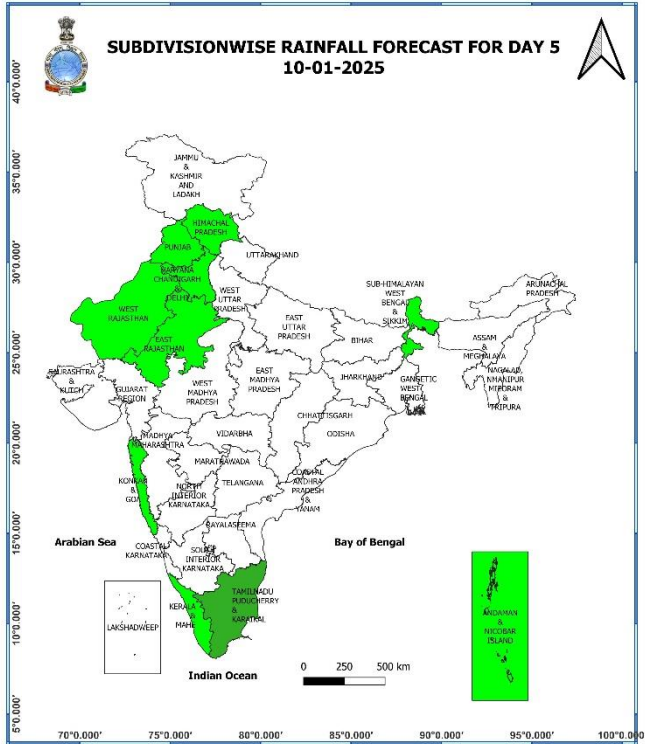 SUBDIVISIONWISE RAINFALL FORECAST FOR DAY 5
10-01-2025
40°0.000'
35°0.000'
30°0.000'
25°0.000'
20°0.000'
15°0.000'
10°0.000'
5°0.000'
JAMMU
&
KASHMIR
AND
LADAKH
HIMACHAL
PRADESH
PUNJAB
UTTARAKHAND
HARYANA
CHANDIGARH
&
DELHI
WEST
UTTAR
PRADESH
SUB-HIMALAYAN
WEST
BENGAL
&
SIKKIM
ARUNACHAL
PRADESH
WEST
RAJASTHAN
EAST
RAJASTHAN
EAST
UTTAR
PRADESH
BIHAR
ASSAM
&
MEGHALAYA
NAGALAD,
NMANIPUR
MIZORAM
&
TRIPURA
SAURASHTRA
&
KUTCH
GUJARAT
REGION
WEST
MADHYA
PRADESH
EAST
MADHYA
PRADESH
JHARKHAND
GANGETIC
WEST
BENGAL
CHHATTISGARH
ODISHA
MADHYA
MAHARASHTRA
VIDARBHA
MARATHAWADA
TELANGANA
KONKAN
&
GOA
NORTH
INTERIOR
KARNATAKA
COASTAL
ANDHRA
PRADESH
&
YANAM
RAYALASEEMA
Arabian Sea
COASTAL
KARNATAKA
SOUTH
INTERIOR
KARNATAKA
Bay of Bengal
LAKSHADWEEP
KERALA
&
MAHE
TAMILNADU
PUDUCHERRY
&
KARAIKAL
ANDAMAN
&
NICOBAR
ISLAND
Indian Ocean
0 250 500 km
70°0.000' 75°0.000' 80°0.000' 85°0.000' 90°0.000' 95°0.000' 100°0.000'